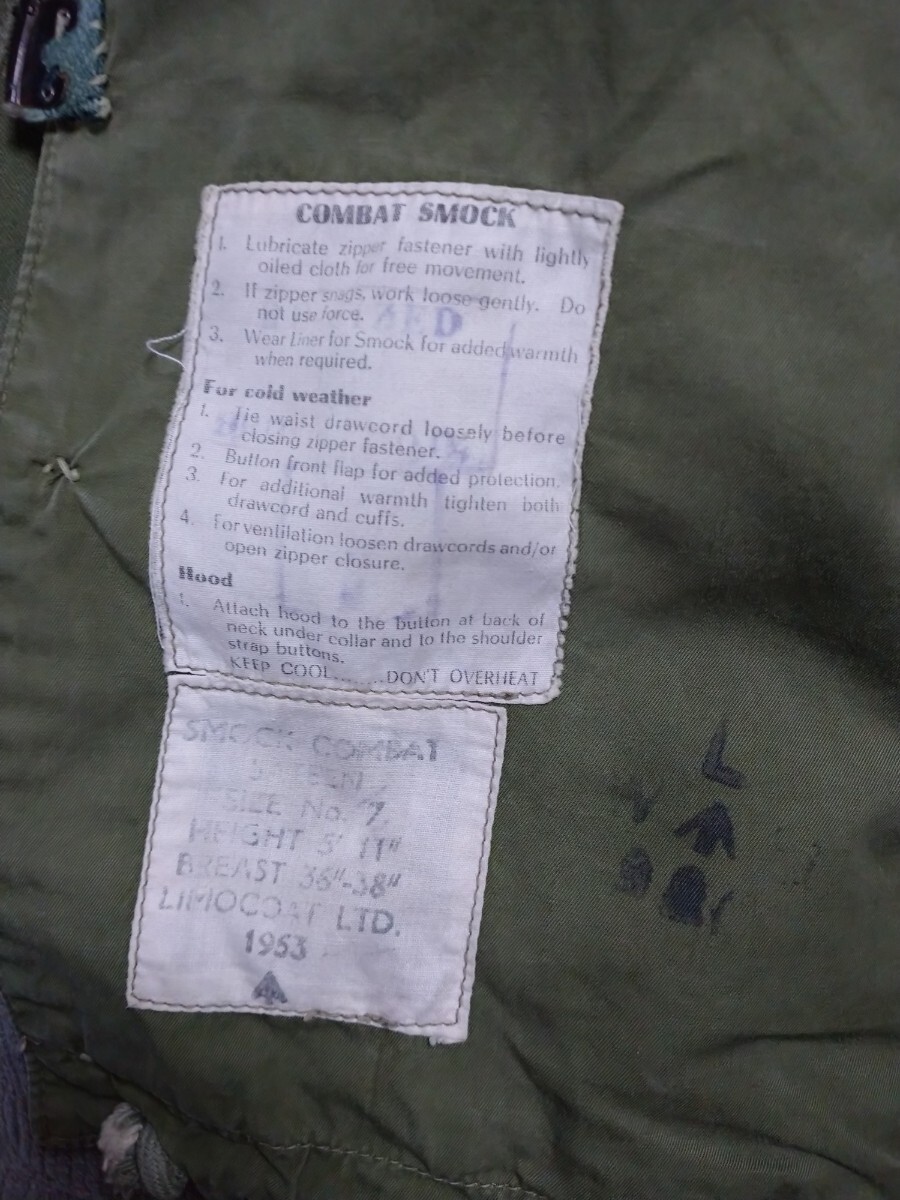 COMBAT SMOCK
1. Lubricate zipper fastener with lightly
oiled cloth for free movement.
2. If zipper snags, work loose gently. Do
not use force.
3. Wear Liner for Smock for added warmth
when required.
For cold weather
1. Tie waist drawcord loosely before
closing zipper fastener.
2. Button front flap for added protection.
3. For additional warmth tighten both
drawcord and cuffs.
4. For ventilation loosen drawcords and/or
open zipper closure.
Hood
1. Attach hood to the button at back of
neck under collar and to the shoulder
strap buttons.
KEEP COOL........DON'T OVERHEAT
SMOCK COMBAT
SIZE No. 7.
HEIGHT 5' 11"
BREAST 36"-38"
LIMOCOAT LTD.
1953
L